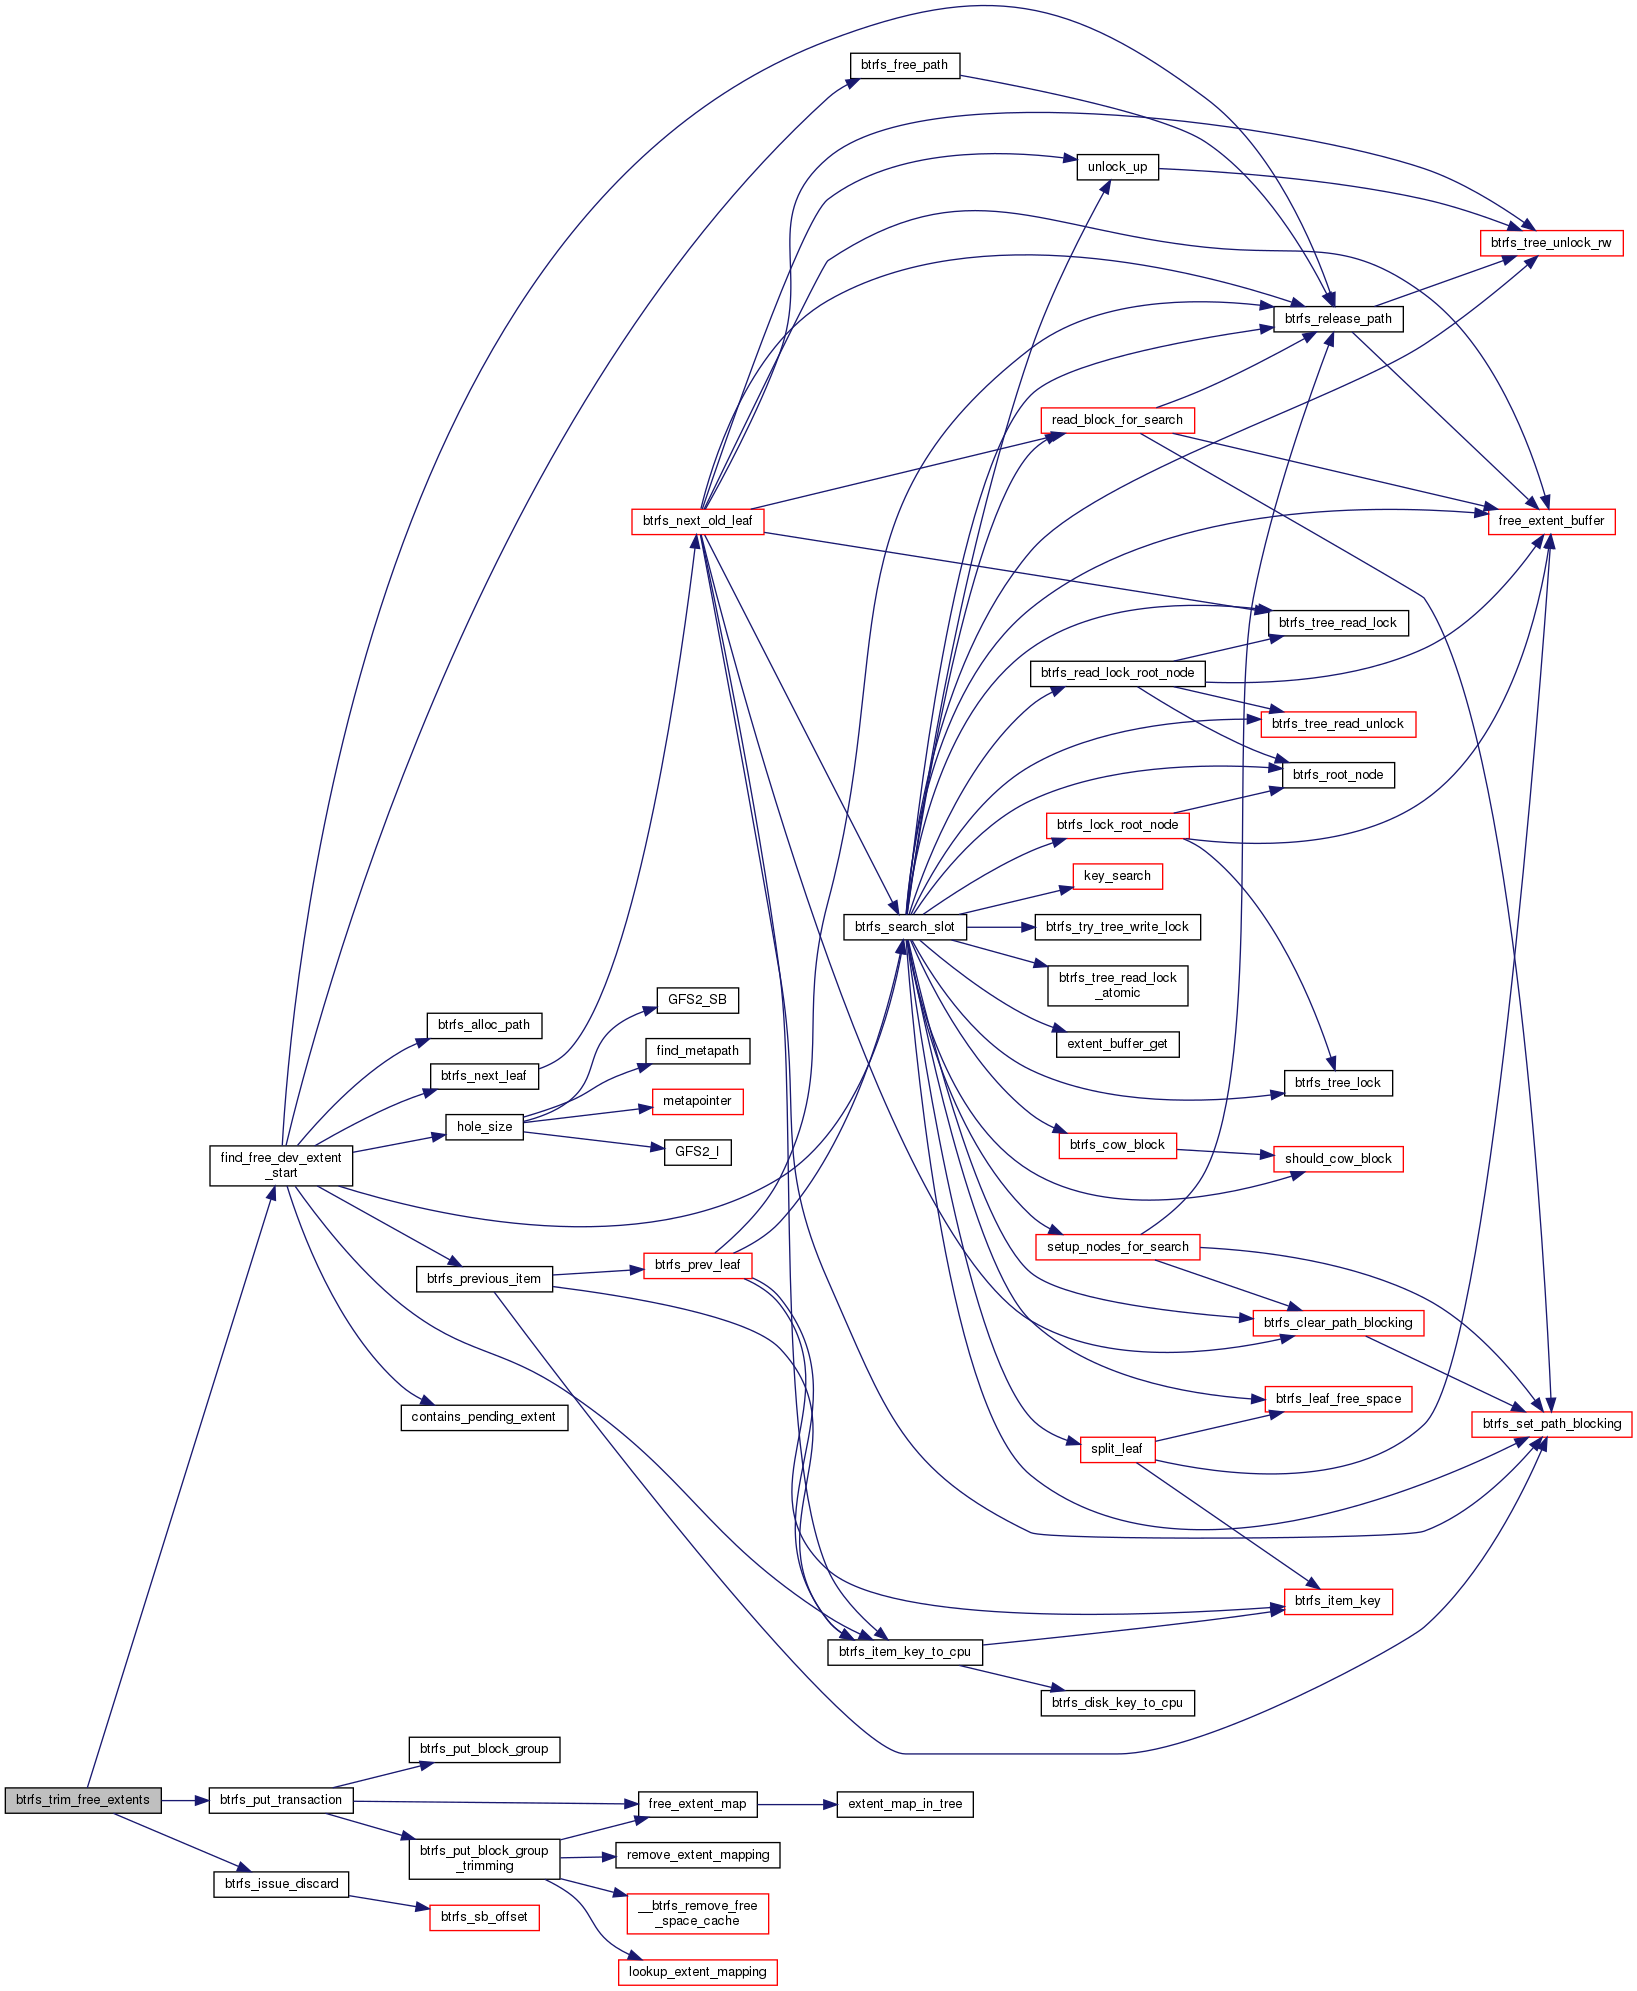 btrfs_free_path
unlock_up
btrfs_tree_unlock_rw
btrfs_release_path
read_block_for_search
btrfs_next_old_leaf
free_extent_buffer
btrfs_tree_read_lock
btrfs_read_lock_root_node
btrfs_tree_read_unlock
btrfs_root_node
btrfs_lock_root_node
key_search
btrfs_search_slot
btrfs_try_tree_write_lock
btrfs_tree_read_lock
_atomic
GFS2_SB
btrfs_alloc_path
extent_buffer_get
find_metapath
btrfs_next_leaf
btrfs_tree_lock
metapointer
hole_size
btrfs_cow_block
GFS2_I
should_cow_block
find_free_dev_extent
_start
setup_nodes_for_search
btrfs_prev_leaf
btrfs_previous_item
btrfs_clear_path_blocking
btrfs_leaf_free_space
contains_pending_extent
btrfs_set_path_blocking
split_leaf
btrfs_item_key
btrfs_item_key_to_cpu
btrfs_disk_key_to_cpu
btrfs_put_block_group
btrfs_trim_free_extents
btrfs_put_transaction
free_extent_map
extent_map_in_tree
btrfs_put_block_group
_trimming
remove_extent_mapping
btrfs_issue_discard
__btrfs_remove_free
_space_cache
btrfs_sb_offset
lookup_extent_mapping